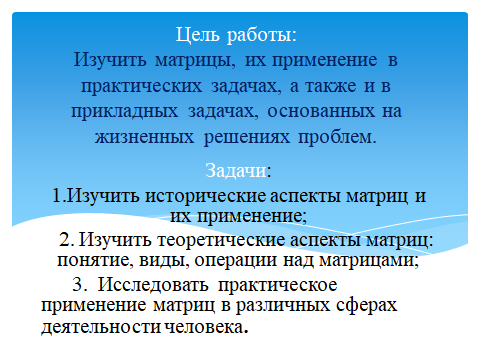 Цель работы:
Изучить матрицы, их применение в
практических задачах, а также и в
прикладных задачах, основанных на
жизненных решениях проблем.
Задачи:
1.Изучить исторические аспекты матриц и
их применение;
2. Изучить теоретические аспекты матриц:
понятие, виды, операции над матрицами;
3. Исследовать практическое
применение матриц в различных сферах
деятельности человека.